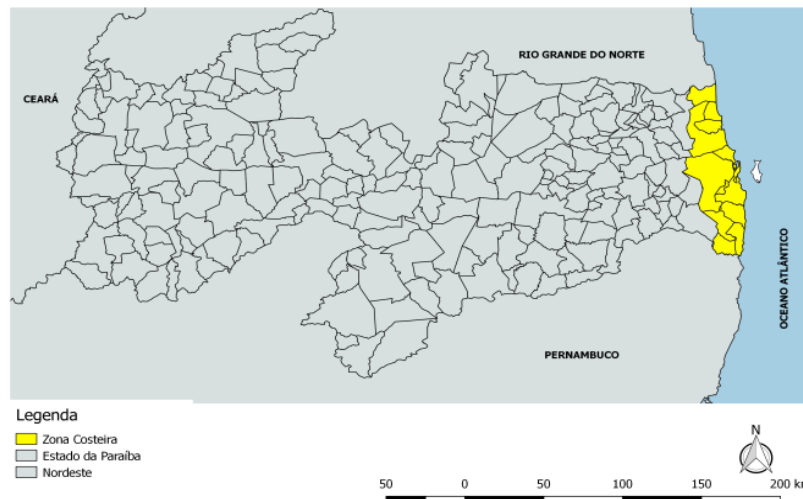 RIO GRANDE DO NORTE
CEARÁ
OCEANO ATLÂNTICO
PERNAMBUCO
Legenda
Zona Costeira
Estado da Paraíba
Nordeste
N
50 0 50 100 150 200 km